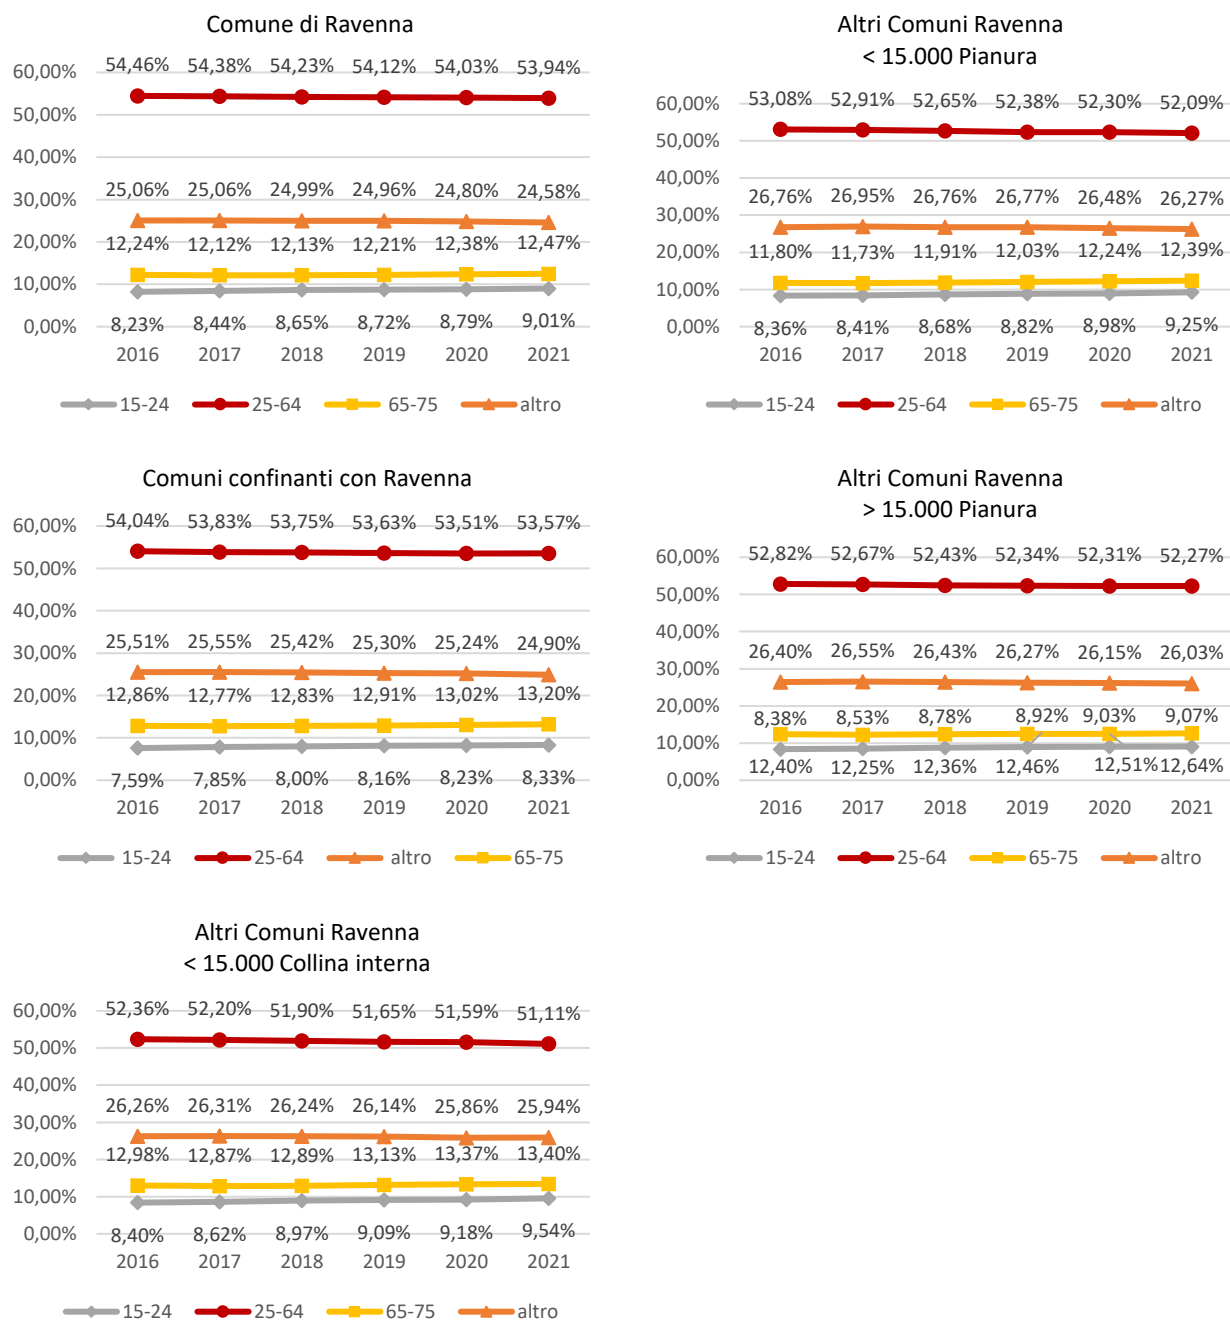 Comune di Ravenna
54,46% 54,38% 54,23% 54,12% 54,03% 53,94%
60,00%
50,00%
40,00%
30,00%
25,06% 25,06% 24,99% 24,96% 24,80% 24,58%
20,00%
12,24% 12,12% 12,13% 12,21% 12,38% 12,47%
10,00%
0,00%
8,23% 8,44% 8,65% 8,72% 8,79% 9,01%
2016 2017 2018 2019 2020 2021
15-24 25-64 65-75 altro
Altri Comuni Ravenna
< 15.000 Pianura
60,00%
53,08% 52,91% 52,65% 52,38% 52,30% 52,09%
50,00%
40,00%
30,00%
26,76% 26,95% 26,76% 26,77% 26,48% 26,27%
20,00%
11,80% 11,73% 11,91% 12,03% 12,24% 12,39%
10,00%
0,00%
8,36% 8,41% 8,68% 8,82% 8,98% 9,25%
2016 2017 2018 2019 2020 2021
15-24 25-64 65-75 altro
Comuni confinanti con Ravenna
54,04% 53,83% 53,75% 53,63% 53,51% 53,57%
60,00%
50,00%
40,00%
30,00%
25,51% 25,55% 25,42% 25,30% 25,24% 24,90%
20,00%
12,86% 12,77% 12,83% 12,91% 13,02% 13,20%
10,00%
0,00%
7,59% 7,85% 8,00% 8,16% 8,23% 8,33%
2016 2017 2018 2019 2020 2021
15-24 25-64 altro 65-75
Altri Comuni Ravenna
> 15.000 Pianura
60,00%
52,82% 52,67% 52,43% 52,34% 52,31% 52,27%
50,00%
40,00%
30,00%
26,40% 26,55% 26,43% 26,27% 26,15% 26,03%
20,00%
8,38% 8,53% 8,78% 8,92% 9,03% 9,07%
10,00%
0,00%
12,40% 12,25% 12,36% 12,46% 12,51% 12,64%
2016 2017 2018 2019 2020 2021
15-24 25-64 65-75 altro
Altri Comuni Ravenna
< 15.000 Collina interna
60,00%
52,36% 52,20% 51,90% 51,65% 51,59% 51,11%
50,00%
40,00%
30,00%
26,26% 26,31% 26,24% 26,14% 25,86% 25,94%
20,00%
12,98% 12,87% 12,89% 13,13% 13,37% 13,40%
10,00%
0,00%
8,40% 8,62% 8,97% 9,09% 9,18% 9,54%
2016 2017 2018 2019 2020 2021
15-24 25-64 65-75 altro